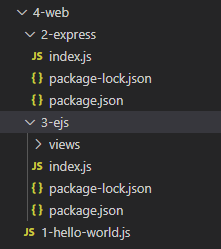 4-web
2-express
JS index.js
{} package-lock.json
{} package.json
3-ejs
views
JS index.js
{} package-lock.json
{} package.json
JS 1-hello-world.js